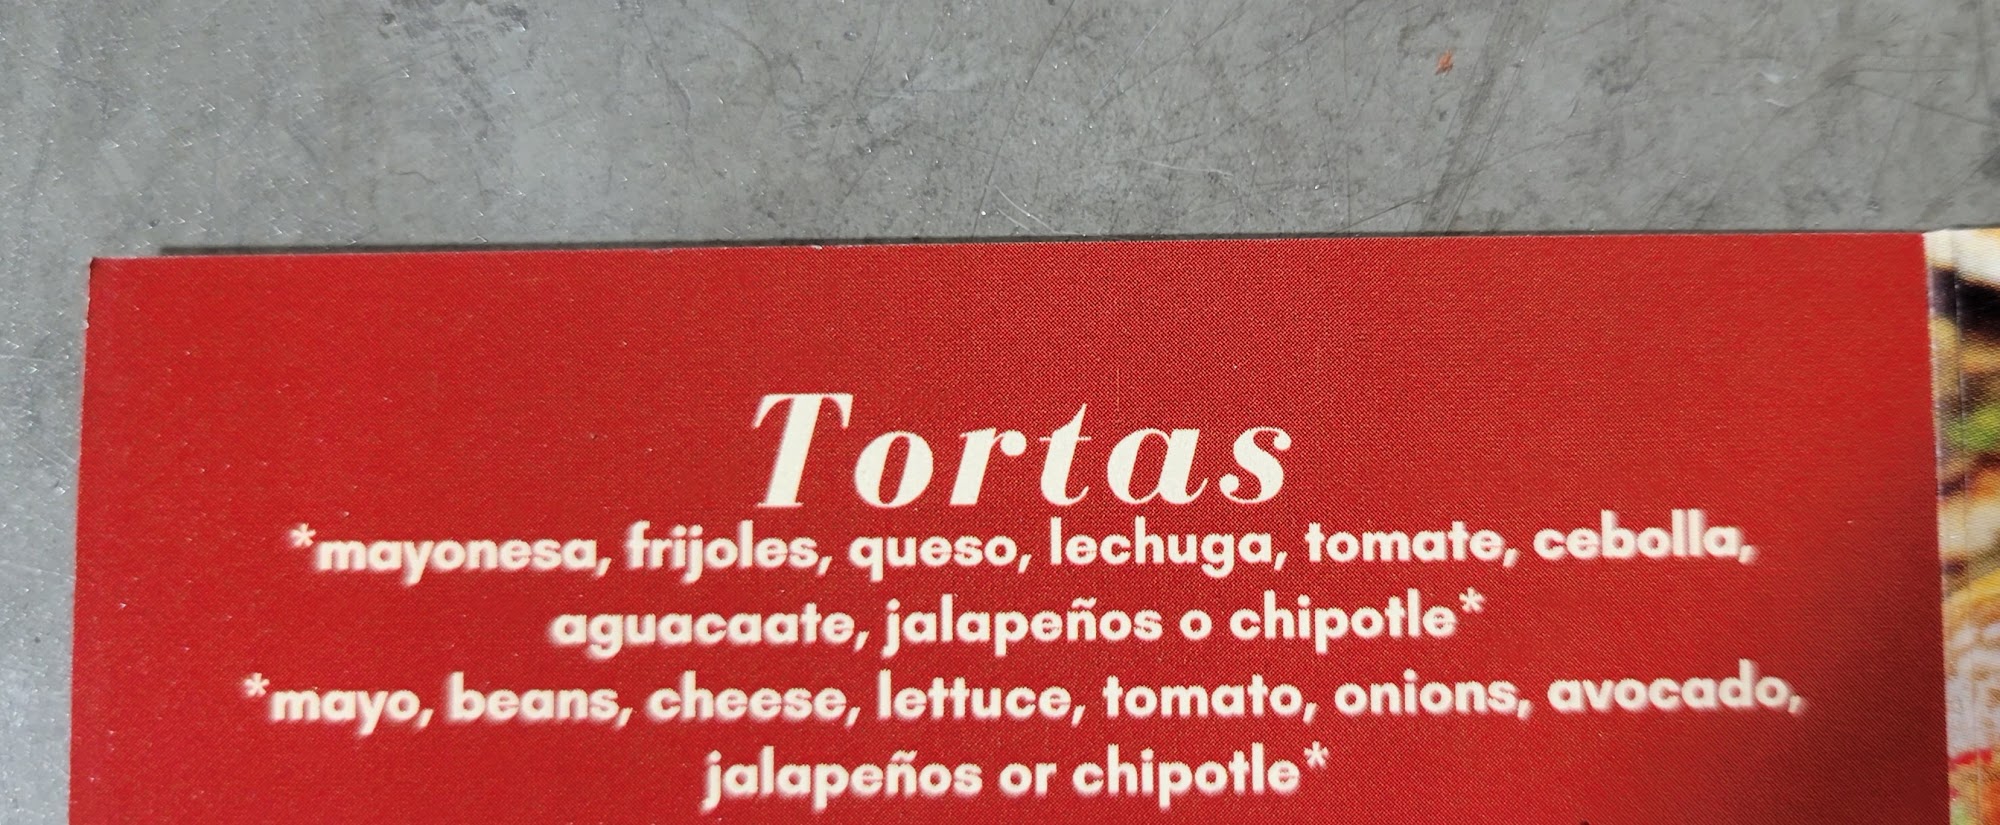 Tortas
*mayonesa, frijoles, queso, lechuga, tomate, cebolla,
aguacaate, jalapeños o chipotle*
*mayo, beans, cheese, lettuce, tomato, onions, avocado,
jalapeños or chipotle*